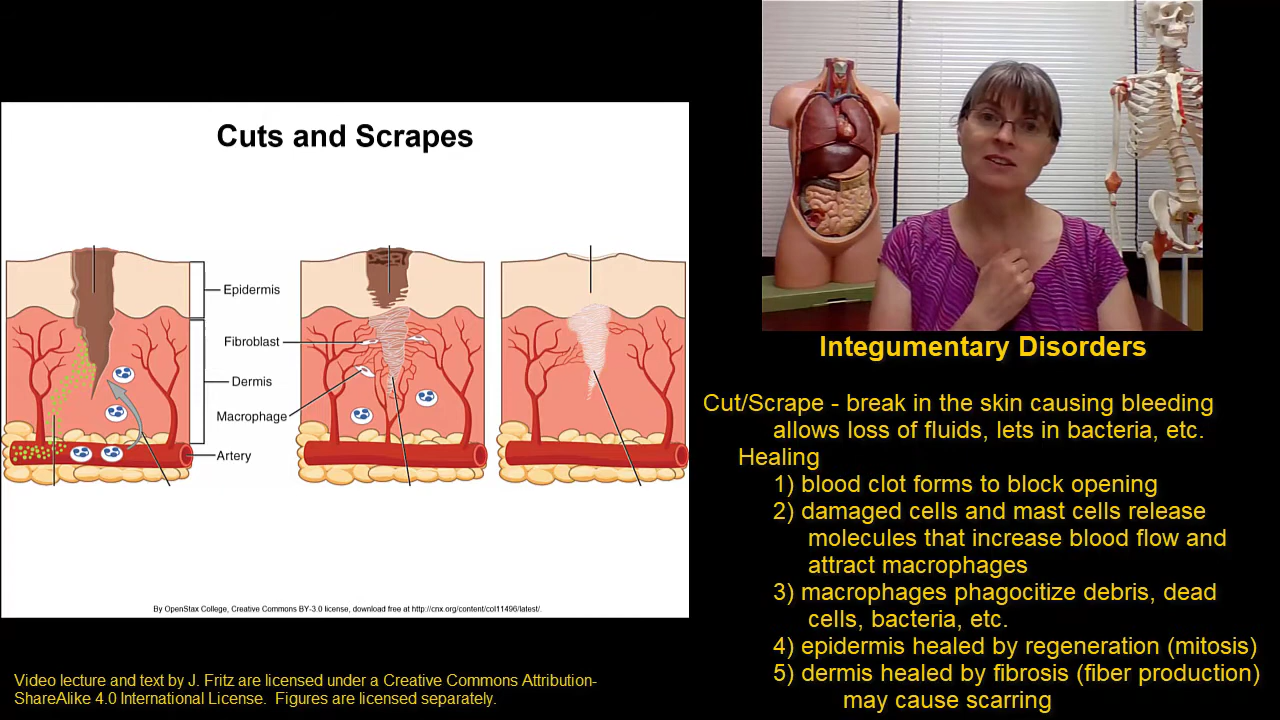 Cuts and Scrapes
Epidermis
Fibroblast
Dermis
Macrophage
Artery
By OpenStax College, Creative Commons BY-3.0 license, download free at http://cnx.org/content/col11496/latest/.
Integumentary Disorders
Cut/Scrape - break in the skin causing bleeding
allows loss of fluids, lets in bacteria, etc.
Healing
1) blood clot forms to block opening
2) damaged cells and mast cells release
molecules that increase blood flow and
attract macrophages
3) macrophages phagocitize debris, dead
cells, bacteria, etc.
4) epidermis healed by regeneration (mitosis)
5) dermis healed by fibrosis (fiber production)
may cause scarring
Video lecture and text by J. Fritz are licensed under a Creative Commons Attribution-
ShareAlike 4.0 International License.  Figures are licensed separately.